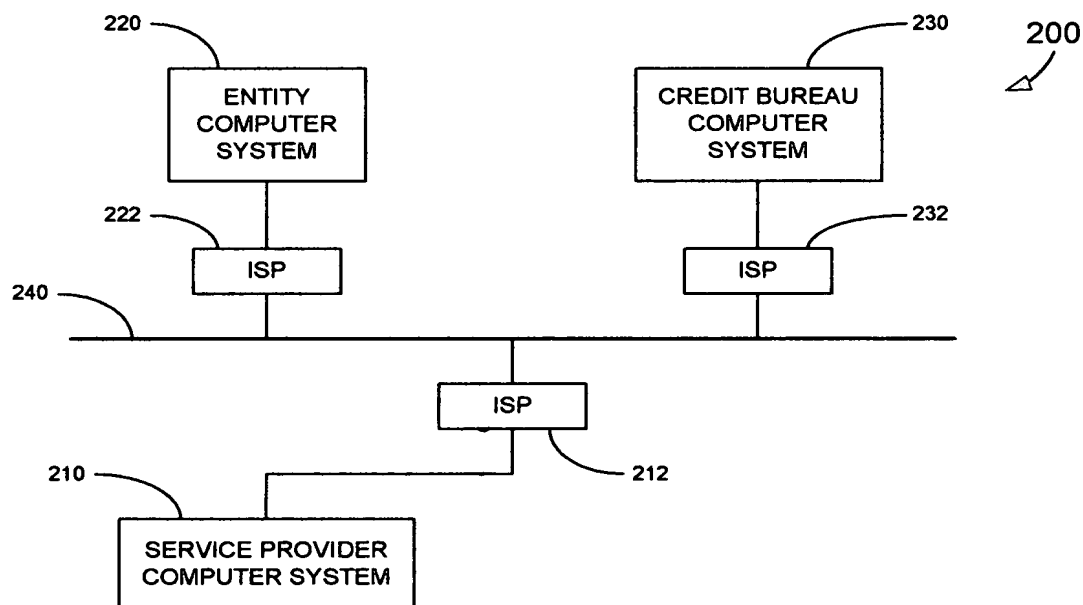 220
230
200
ENTITY
COMPUTER
SYSTEM
CREDIT BUREAU
COMPUTER
SYSTEM
222
232
ISP
ISP
240
ISP
210
212
SERVICE PROVIDER
COMPUTER SYSTEM